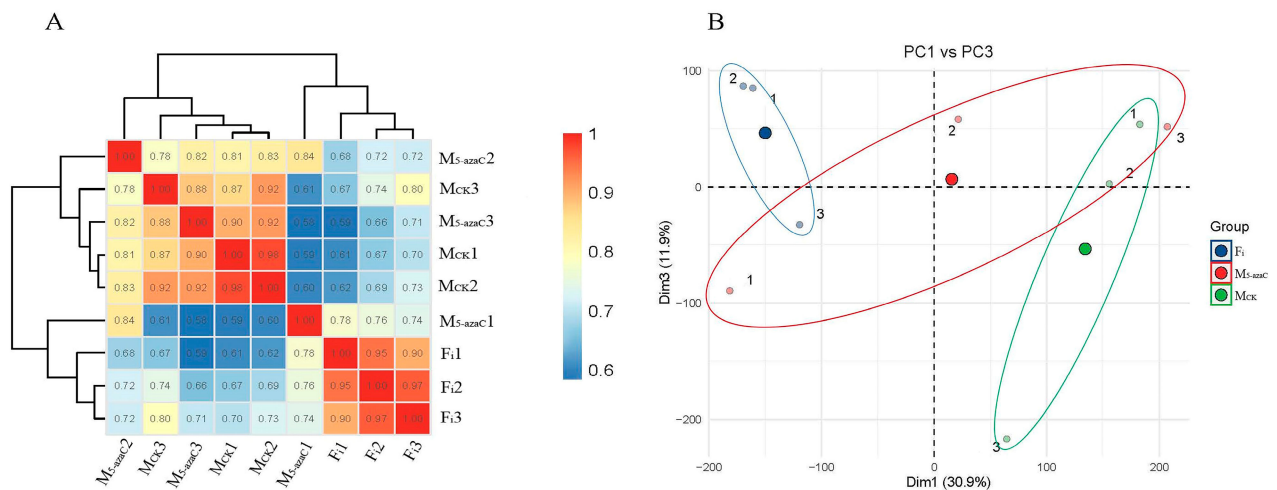 A
1.00 0.78 0.82 0.81 0.83 0.84 0.68 0.72 0.72 M5-azaC2
0.78 1.00 0.88 0.87 0.92 0.61 0.67 0.74 0.80 MCK3
0.82 0.88 1.00 0.90 0.92 0.58 0.59 0.66 0.71 M5-azaC3
0.81 0.87 0.90 1.00 0.98 0.59 0.61 0.67 0.70 MCK1
0.83 0.92 0.92 0.98 1.00 0.60 0.62 0.69 0.73 MCK2
0.84 0.61 0.58 0.59 0.60 1.00 0.78 0.76 0.74 M5-azaC1
0.68 0.67 0.59 0.61 0.62 0.78 1.00 0.95 0.90 Fi1
0.72 0.74 0.66 0.67 0.69 0.76 0.95 1.00 0.97 Fi2
0.72 0.80 0.71 0.70 0.73 0.74 0.90 0.97 1.00 Fi3
M5-azaC2 MCK3 M5-azaC3 MCK1 MCK2 M5-azaC1 Fi1 Fi2 Fi3
1
0.9
0.8
0.7
0.6
B
PC1 vs PC3
100
0
−100
−200
Dim3 (11.9%)
2
1
3
2
1
3
2
1
3
−200 −100 0 100 200
Dim1 (30.9%)
Group
Fi
M5-azaC
MCK